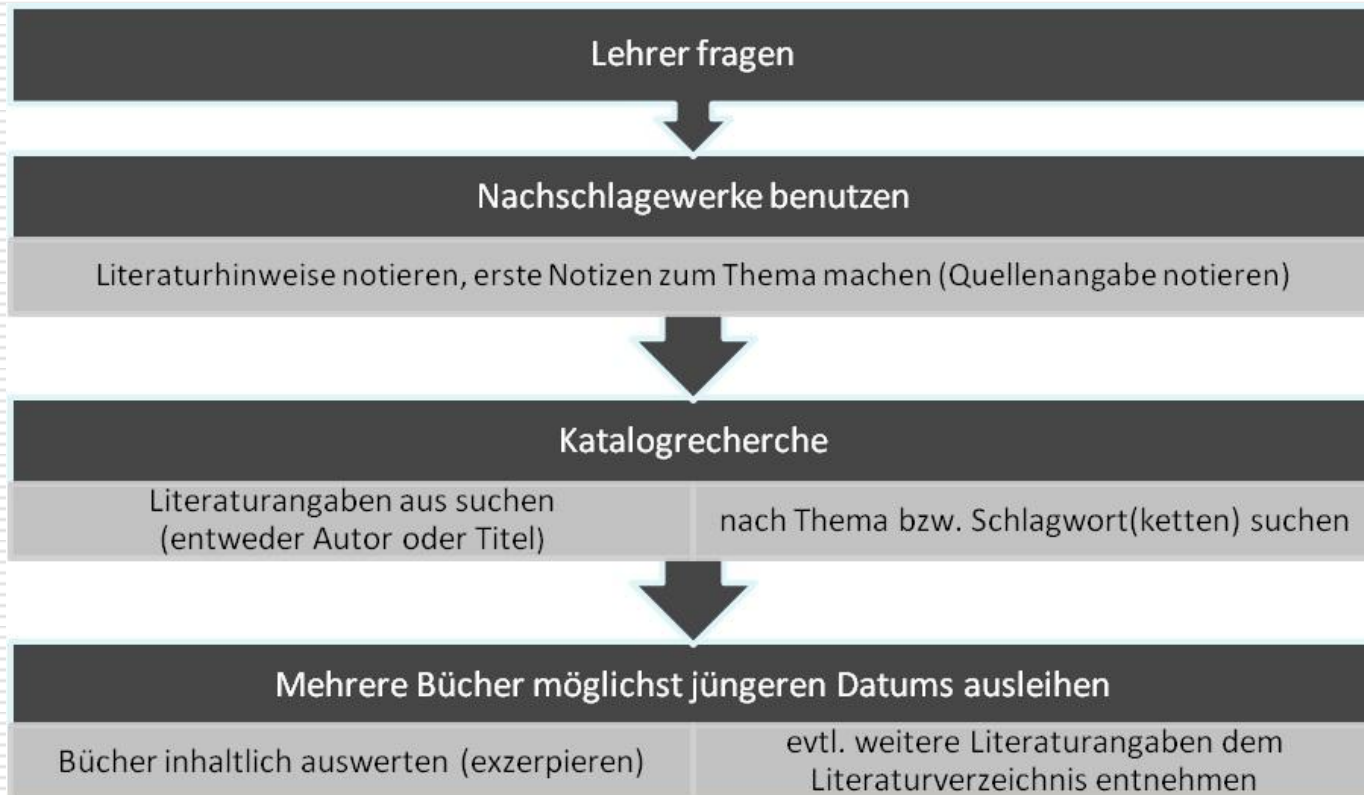 Lehrer fragen
Nachschlagewerke benutzen
Literaturhinweise notieren, erste Notizen zum Thema machen (Quellenangabe notieren)
Katalogrecherche
Literaturangaben aus suchen
(entweder Autor oder Titel)
nach Thema bzw. Schlagwort(ketten) suchen
Mehrere Bücher möglichst jüngeren Datums ausleihen
Bücher inhaltlich auswerten (exzerpieren)
evtl. weitere Literaturangaben dem
Literaturverzeichnis entnehmen